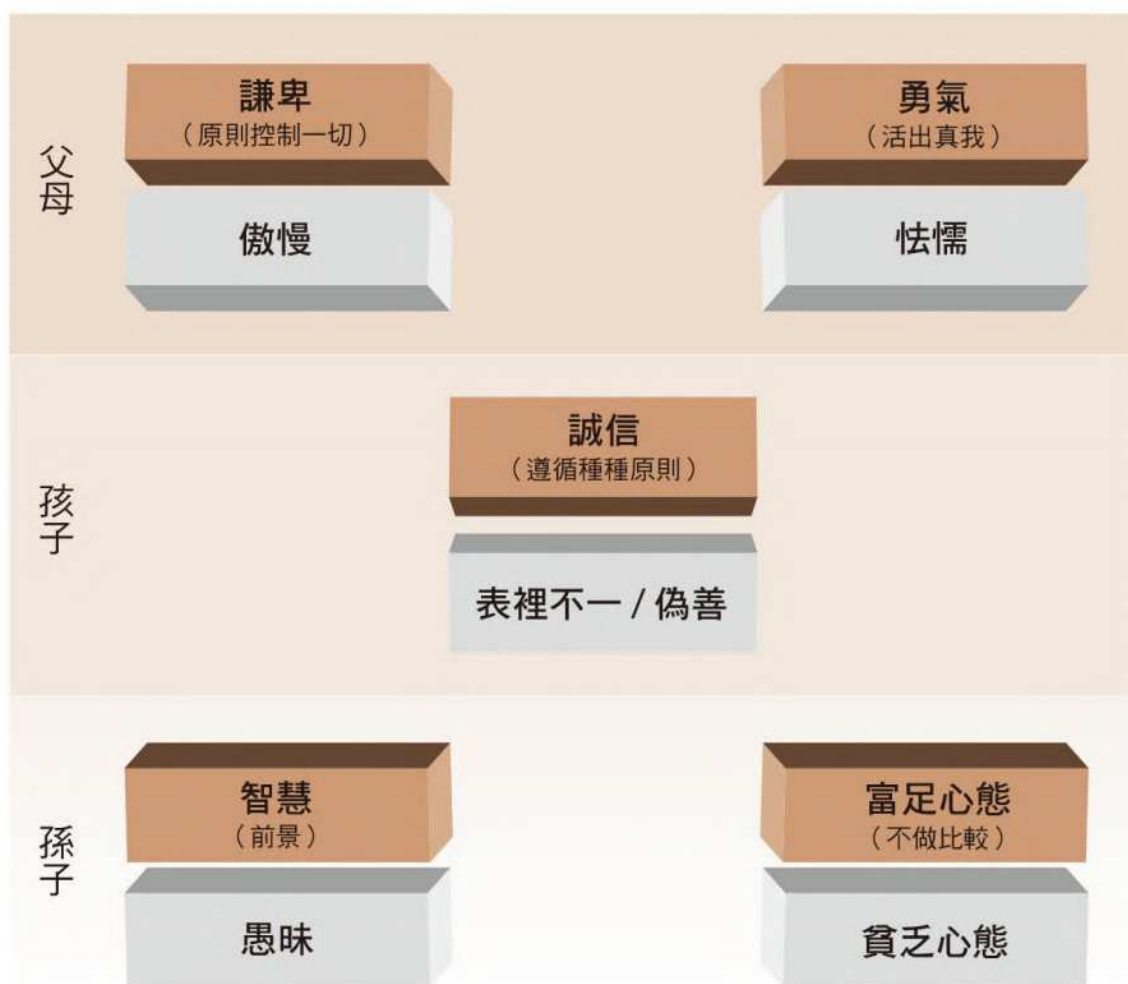 父母
謙卑
（原則控制一切）
傲慢
勇氣
（活出真我）
怯懦
孩子
誠信
（遵循種種原則）
表裡不一 / 偽善
孫子
智慧
（前景）
愚昧
富足心態
（不做比較）
貧乏心態